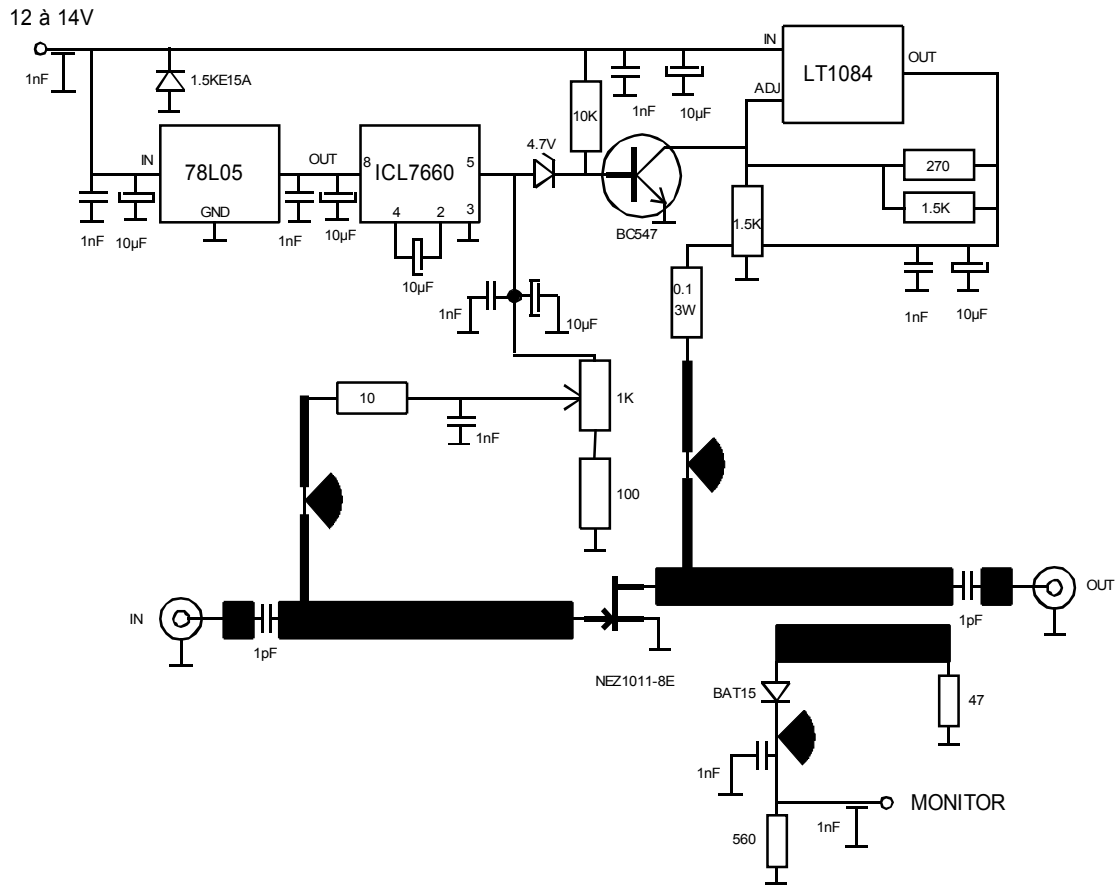 12 à 14V
1nF
1.5KE15A
10K
1nF
10µF
IN
LT1084
OUT
ADJ
IN
78L05
OUT
GND
1nF
10µF
1nF
10µF
8
ICL7660
5
4
2
3
10µF
4.7V
BC547
1.5K
270
1.5K
1nF
10µF
1nF
10µF
0.1
3W
10
1nF
1K
100
IN
1pF
NEZ1011-8E
1pF
OUT
BAT15
47
1nF
560
1nF
MONITOR